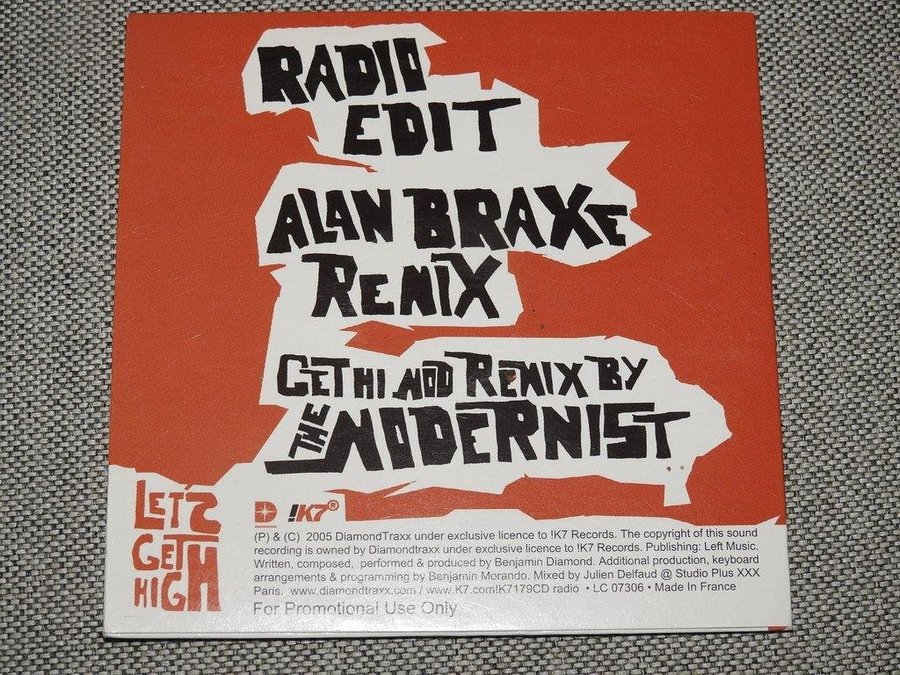 RADIO
EDIT
ALAN BRAXE
REMIX
GETHI MOD REMIX BY
THE MODERNIST
LET'S
GETH
HIGH
D !K7®
(P) & (C) 2005 DiamondTraxx under exclusive licence to !K7 Records. The copyright of this sound
recording is owned by Diamondtraxx under exclusive licence to !K7 Records. Publishing: Left Music.
Written, composed, performed & produced by Benjamin Diamond. Additional production, keyboard
arrangements & programming by Benjamin Morando. Mixed by Julien Delfaud @ Studio Plus XXX
Paris. www.diamondtraxx.com / www.K7.com!K7179CD radio • LC 07306 • Made In France
For Promotional Use Only